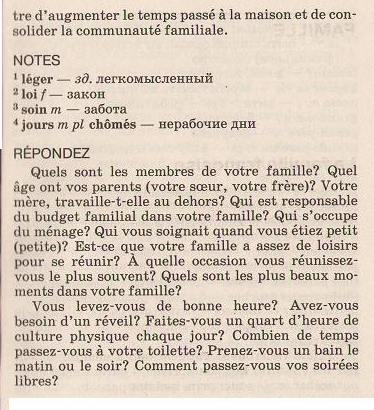 tre d'augmenter le temps passé à la maison et de con-
solider la communauté familiale.
NOTES
¹ léger — зд. легкомысленный
² loi f — закон
³ soin m — забота
⁴ jours m pl chômés — нерабочие дни
RÉPONDEZ
Quels sont les membres de votre famille? Quel
âge ont vos parents (votre sœur, votre frère)? Votre
mère, travaille-t-elle au dehors? Qui est responsable
du budget familial dans votre famille? Qui s'occupe
du ménage? Qui vous soignait quand vous étiez petit
(petite)? Est-ce que votre famille a assez de loisirs
pour se réunir? À quelle occasion vous réunissez-
vous le plus souvent? Quels sont les plus beaux mo-
ments dans votre famille?
Vous levez-vous de bonne heure? Avez-vous
besoin d'un réveil? Faites-vous un quart d'heure de
culture physique chaque jour? Combien de temps
passez-vous à votre toilette? Prenez-vous un bain le
matin ou le soir? Comment passez-vous vos soirées
libres?